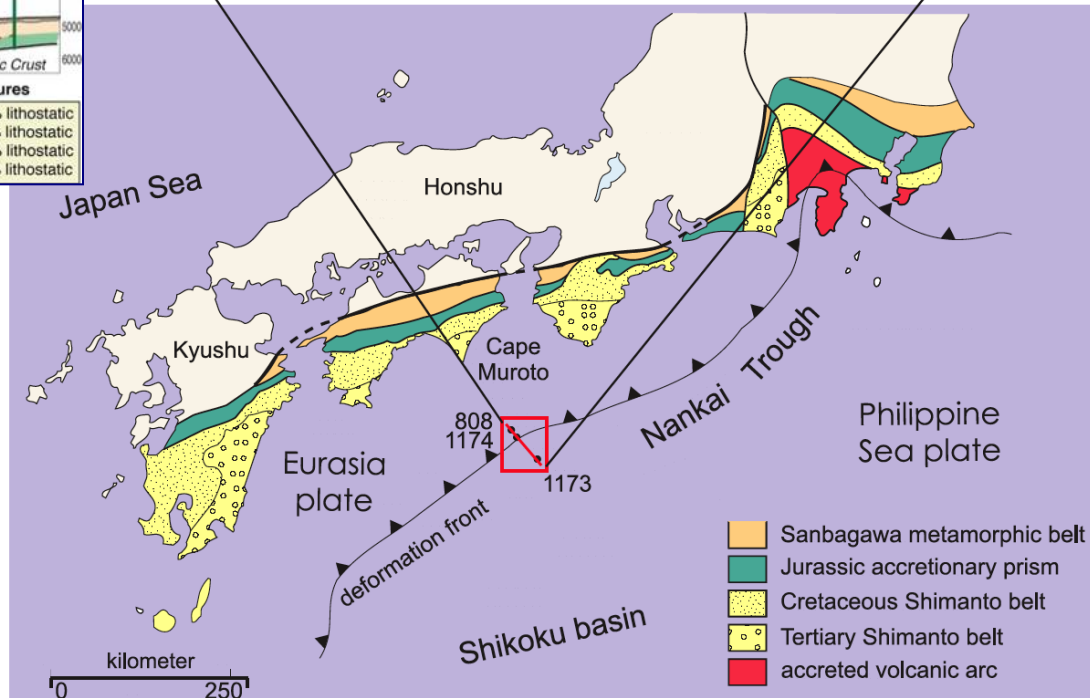 5000
6000
c Crust
ures
lithostatic
lithostatic
lithostatic
lithostatic
Japan Sea
Honshu
Kyushu
Cape
Muroto
808
1174
1173
Nankai Trough
Philippine
Sea plate
Eurasia
plate
deformation front
Shikoku basin
Sanbagawa metamorphic belt
Jurassic accretionary prism
Cretaceous Shimanto belt
Tertiary Shimanto belt
accreted volcanic arc
kilometer
0 250